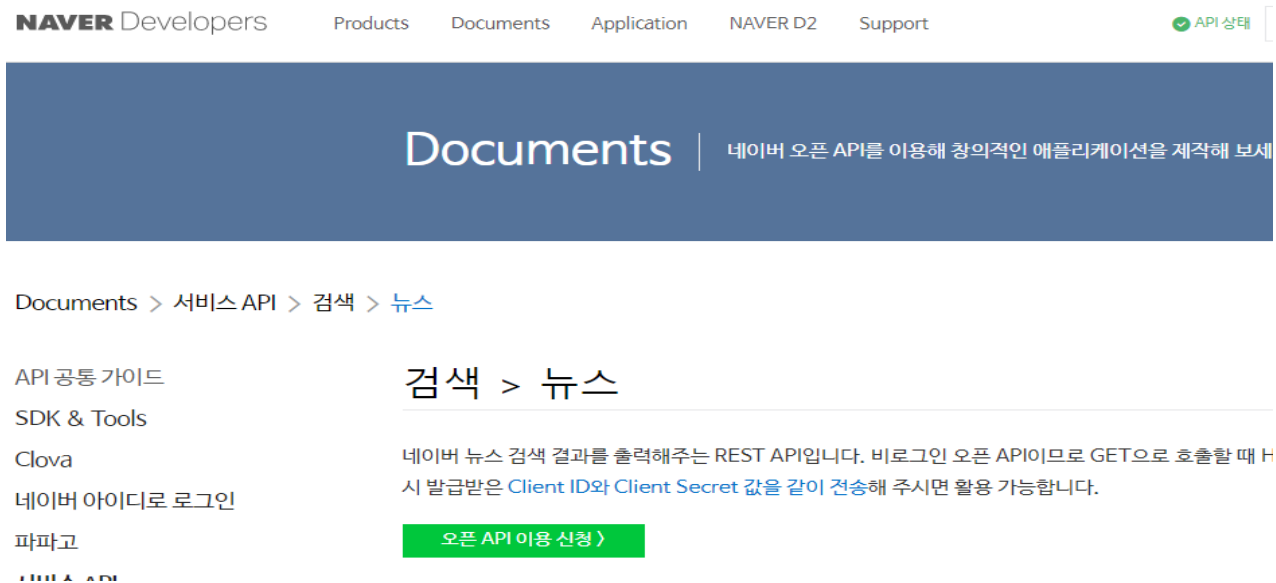 NAVER Developers Products Documents Application NAVER D2 Support API 상태
Documents 네이버 오픈 API를 이용해 창의적인 애플리케이션을 제작해 보세
Documents > 서비스 API > 검색 > 뉴스
API 공통 가이드
SDK & Tools
Clova
네이버 아이디로 로그인
파파고
서비스 API
검색 > 뉴스
네이버 뉴스 검색 결과를 출력해주는 REST API입니다. 비로그인 오픈 API이므로 GET으로 호출할 때 H
시 발급받은 Client ID와 Client Secret 값을 같이 전송해 주시면 활용 가능합니다.
오픈 API 이용 신청 〉